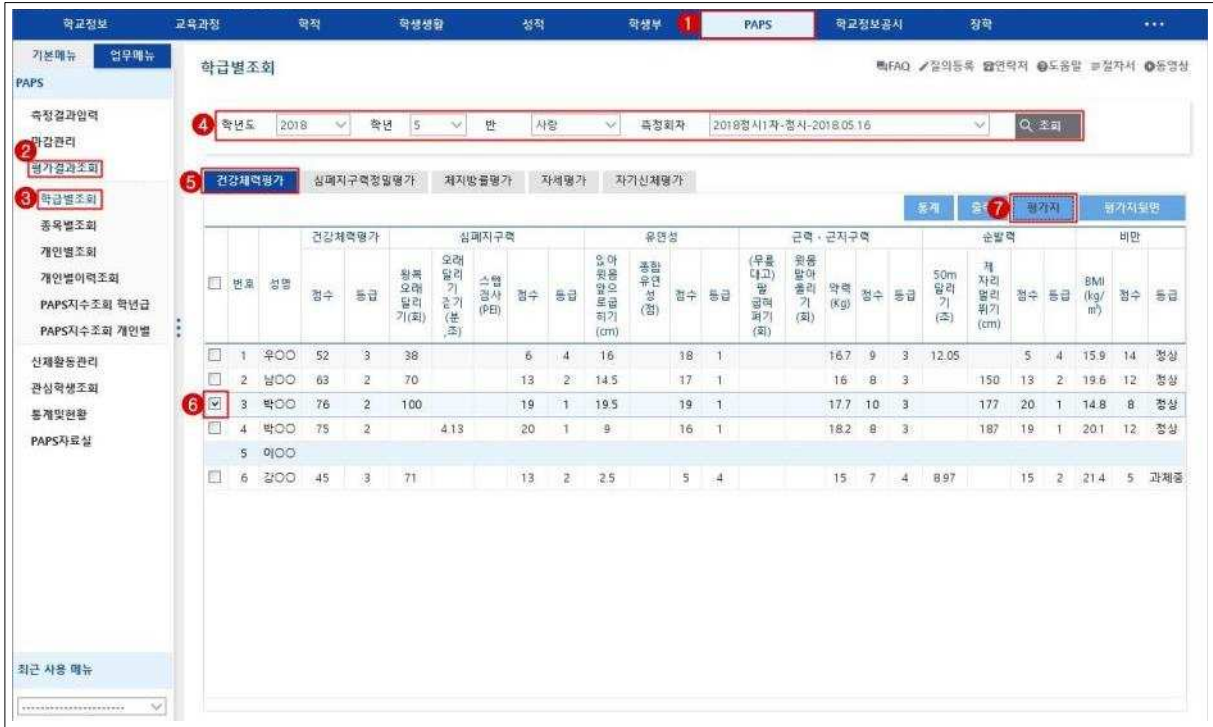 학교정보 교육과정 학적 학생생활 성적 학생부 1 PAPS 학교정보공시 장학 •••
기본메뉴 업무메뉴
PAPS
학급별조회
FAQ 질의등록 연락처 도움말 절차서 동영상
측정결과입력
마감관리
2
평가결과조회
3 학급별조회
종목별조회
개인별조회
개인별이력조회
PAPS지수조회 학년급
PAPS지수조회 개인별
신체활동관리
관심학생조회
통계및현황
PAPS자료실
최근 사용 메뉴
----------------------
4 학년도 2018 학년 5 반 사랑 측정회차 2018정시1차-정시-2018.05.16 조회
5 건강체력평가 심폐지구력정밀평가 체지방률평가 자세평가 자기신체평가
통계 7 평가지 평가지뒷면
건강체력평가 심폐지구력 유연성 근력·근지구력 순발력 비만
번호 성명 점수 등급 왕복오래달리기(회) 오래달리기걷기(분,초) 스텝검사(PEI) 점수 등급 앉아윗몸앞으로굽히기(cm) 종합유연성(점) 점수 등급 (무릎대고)팔굽혀펴기(회) 윗몸말아올리기(회) 악력(Kg) 점수 등급 50m달리기(초) 제자리멀리뛰기(cm) 점수 등급 BMI(kg/m²) 점수 등급
1 우○○ 52 3 38 6 4 16 18 1 16.7 9 3 12.05 5 4 15.9 14 정상
2 남○○ 63 2 70 13 2 14.5 17 1 16 8 3 150 13 2 19.6 12 정상
6 3 박○○ 76 2 100 19 1 19.5 19 1 17.7 10 3 177 20 1 14.8 8 정상
4 박○○ 75 2 4.13 20 1 9 16 1 18.2 8 3 187 19 1 20.1 12 정상
5 이○○
6 강○○ 45 3 71 13 2 2.5 5 4 15 7 4 8.97 15 2 21.4 5 과체중